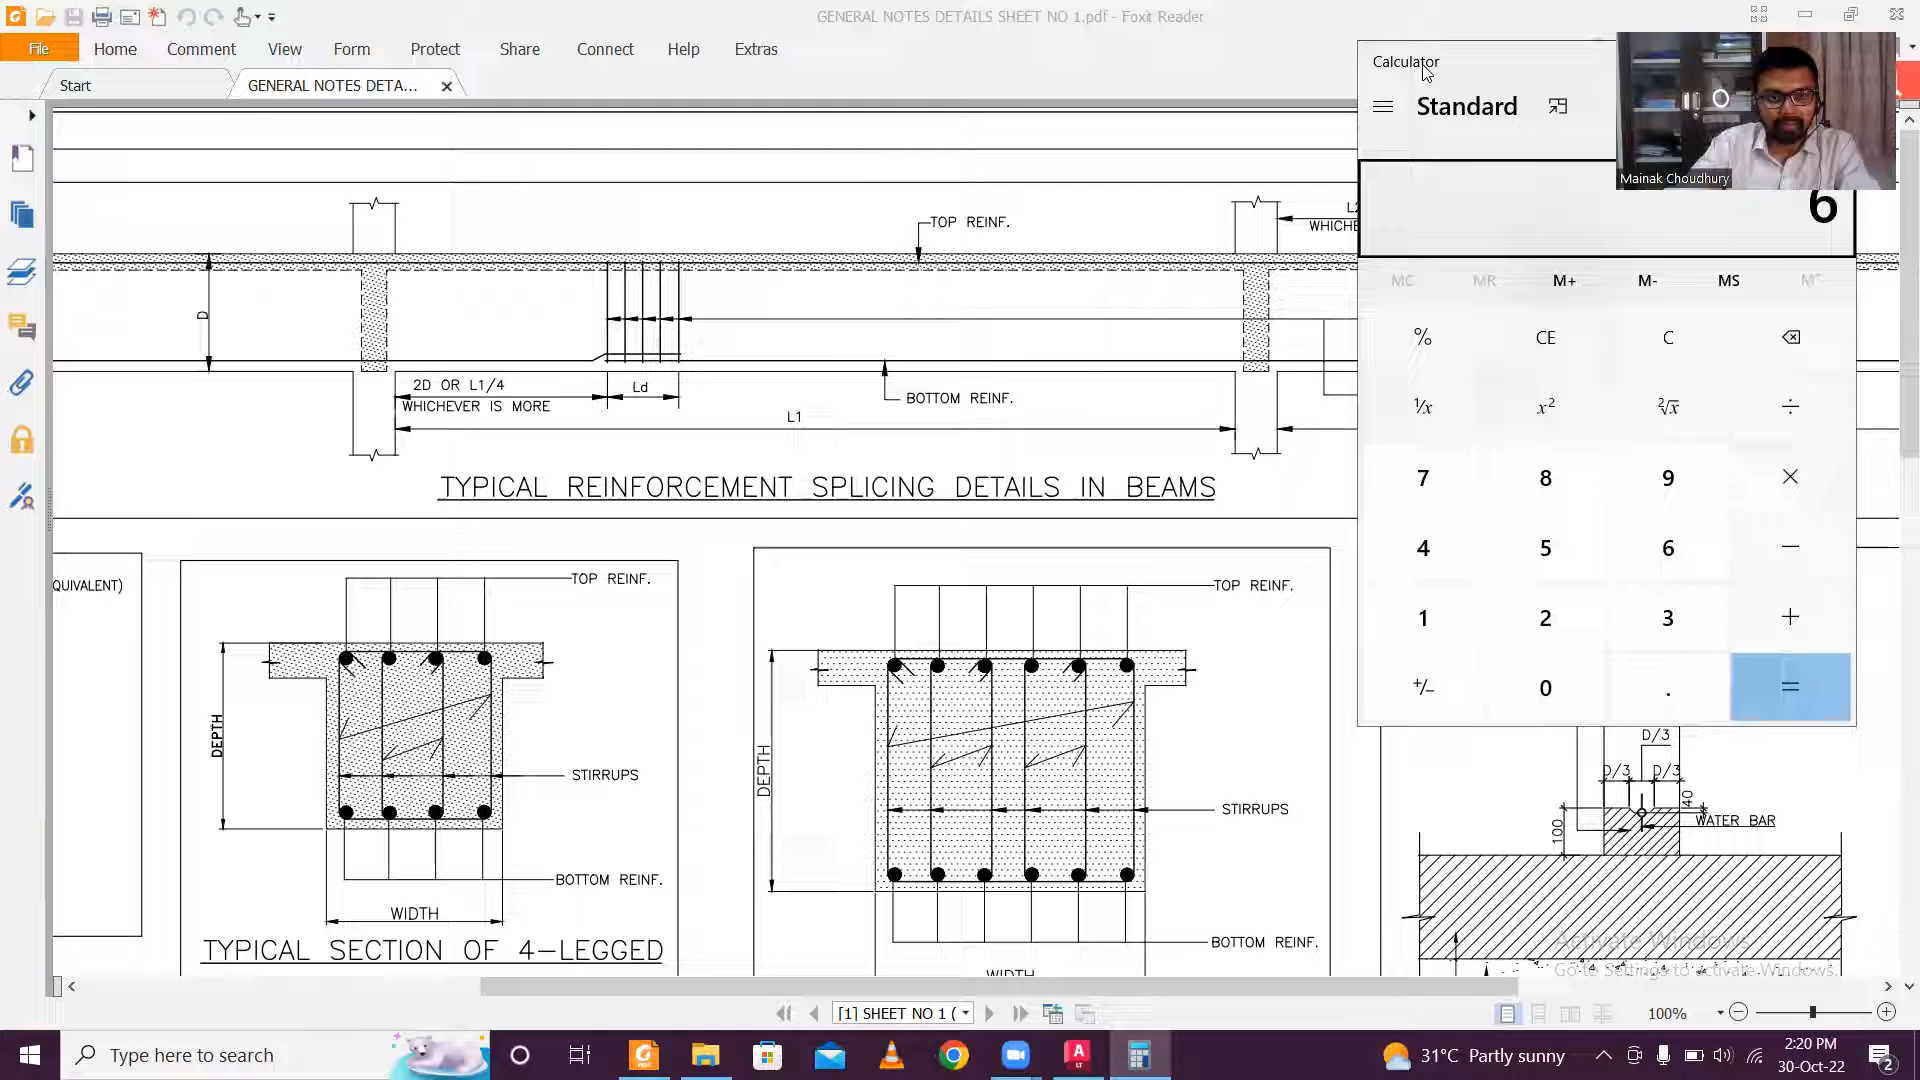 GENERAL NOTES DETAILS SHEET NO 1.pdf - Foxit Reader
File Home Comment View Form Protect Share Connect Help Extras
Start
GENERAL NOTES DETA...
TOP REINF.
D
2D OR L1/4
WHICHEVER IS MORE
Ld
BOTTOM REINF.
L1
L2
WHICHE
TYPICAL REINFORCEMENT SPLICING DETAILS IN BEAMS
QUIVALENT)
TOP REINF.
DEPTH
STIRRUPS
BOTTOM REINF.
WIDTH
TYPICAL SECTION OF 4-LEGGED
TOP REINF.
DEPTH
STIRRUPS
BOTTOM REINF.
WIDTH
D/3
D/3 D/3
40
100
WATER BAR
Calculator
Standard
Mainak Choudhury
6
MC MR M+ M- MS
% CE C
1/x x² ²√x ÷
7 8 9 ×
4 5 6 −
1 2 3 +
+/− 0 . =
Activate Windows
Go to Settings to activate Windows.
[1] SHEET NO 1 (
100%
Type here to search
31°C Partly sunny
2:20 PM
30-Oct-22
2